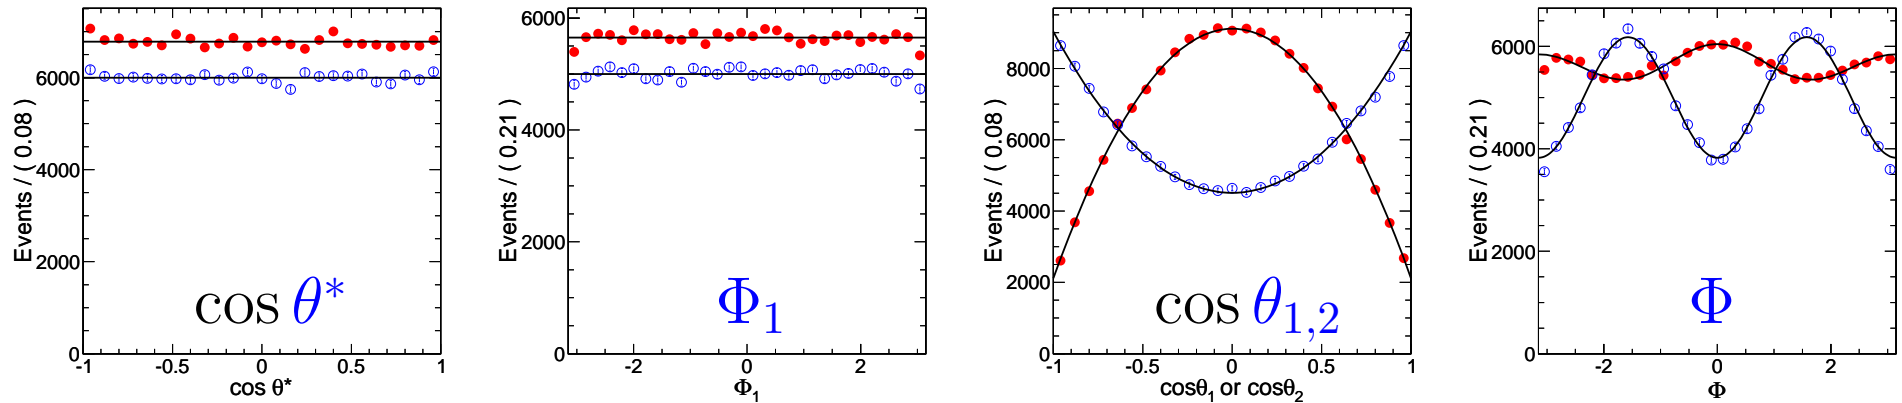 Events / ( 0.08 )
6000
4000
2000
0
cos θ*
-1 -0.5 0 0.5 1
cos θ*
Events / ( 0.21 )
6000
4000
2000
0
Φ₁
-2 0 2
Φ₁
Events / ( 0.08 )
8000
6000
4000
2000
0
cos θ₁,₂
-1 -0.5 0 0.5 1
cosθ₁ or cosθ₂
Events / ( 0.21 )
6000
4000
2000
0
Φ
-2 0 2
Φ